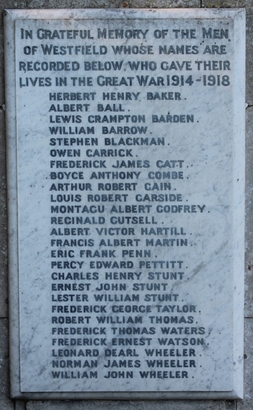 IN GRATEFUL MEMORY OF THE MEN
OF WESTFIELD WHOSE NAMES ARE
RECORDED BELOW, WHO GAVE THEIR
LIVES IN THE GREAT WAR 1914-1918
HERBERT HENRY BAKER.
ALBERT BALL.
LEWIS CRAMPTON BARDEN.
WILLIAM BARROW.
STEPHEN BLACKMAN.
OWEN CARRICK.
FREDERICK JAMES CATT.
BOYCE ANTHONY COMBE.
ARTHUR ROBERT GAIN.
LOUIS ROBERT GARSIDE.
MONTAGU ALBERT GODFREY.
REGINALD GUTSELL.
ALBERT VICTOR HARTILL.
FRANCIS ALBERT MARTIN.
ERIC FRANK PENN.
PERCY EDWARD PETTITT.
CHARLES HENRY STUNT.
ERNEST JOHN STUNT.
LESTER WILLIAM STUNT.
FREDERICK GEORGE TAYLOR.
ROBERT WILLIAM THOMAS.
FREDERICK THOMAS WATERS.
FREDERICK ERNEST WATSON.
LEONARD DEARL WHEELER.
NORMAN JAMES WHEELER.
WILLIAM JOHN WHEELER.